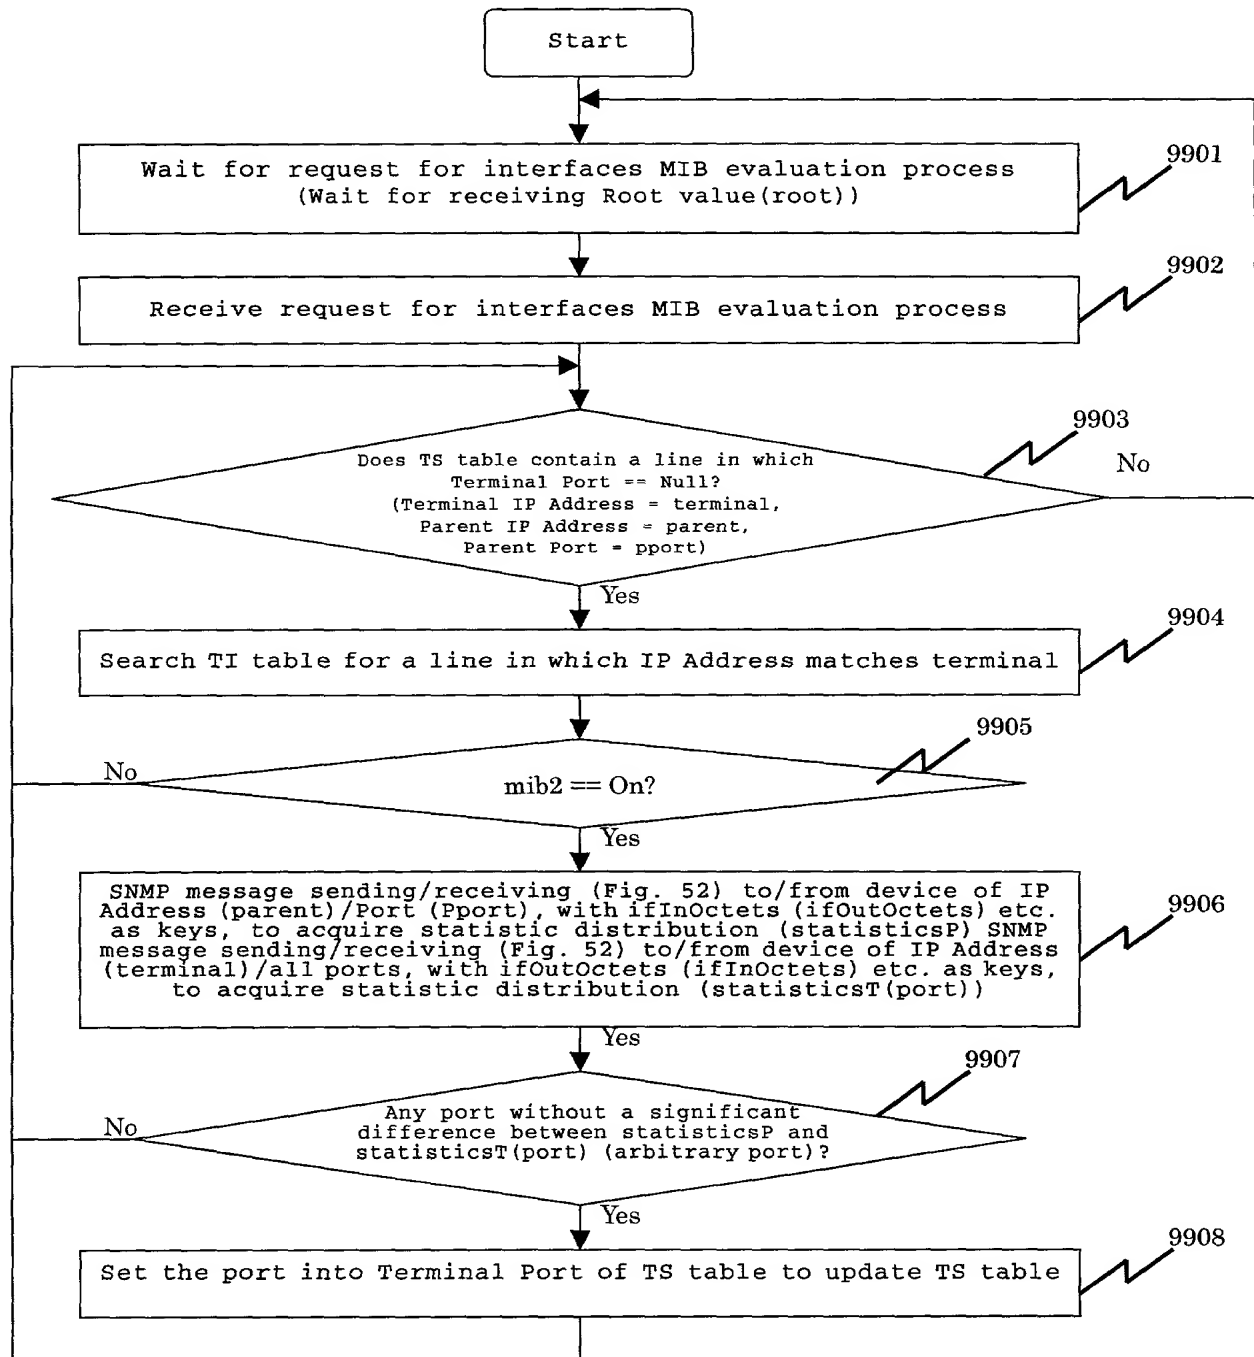 Start
Wait for request for interfaces MIB evaluation process
(Wait for receiving Root value(root))
9901
Receive request for interfaces MIB evaluation process
9902
Does TS table contain a line in which
Terminal Port == Null?
(Terminal IP Address = terminal,
Parent IP Address = parent,
Parent Port = pport)
9903
No
Yes
Search TI table for a line in which IP Address matches terminal
9904
mib2 == On?
9905
No
Yes
SNMP message sending/receiving (Fig. 52) to/from device of IP
Address (parent)/Port (Pport), with ifInOctets (ifOutOctets) etc.
as keys, to acquire statistic distribution (statisticsP) SNMP
message sending/receiving (Fig. 52) to/from device of IP Address
(terminal)/all ports, with ifOutOctets (ifInOctets) etc. as keys,
to acquire statistic distribution (statisticsT(port))
9906
Yes
Any port without a significant
difference between statisticsP and
statisticsT(port) (arbitrary port)?
9907
No
Yes
Set the port into Terminal Port of TS table to update TS table
9908